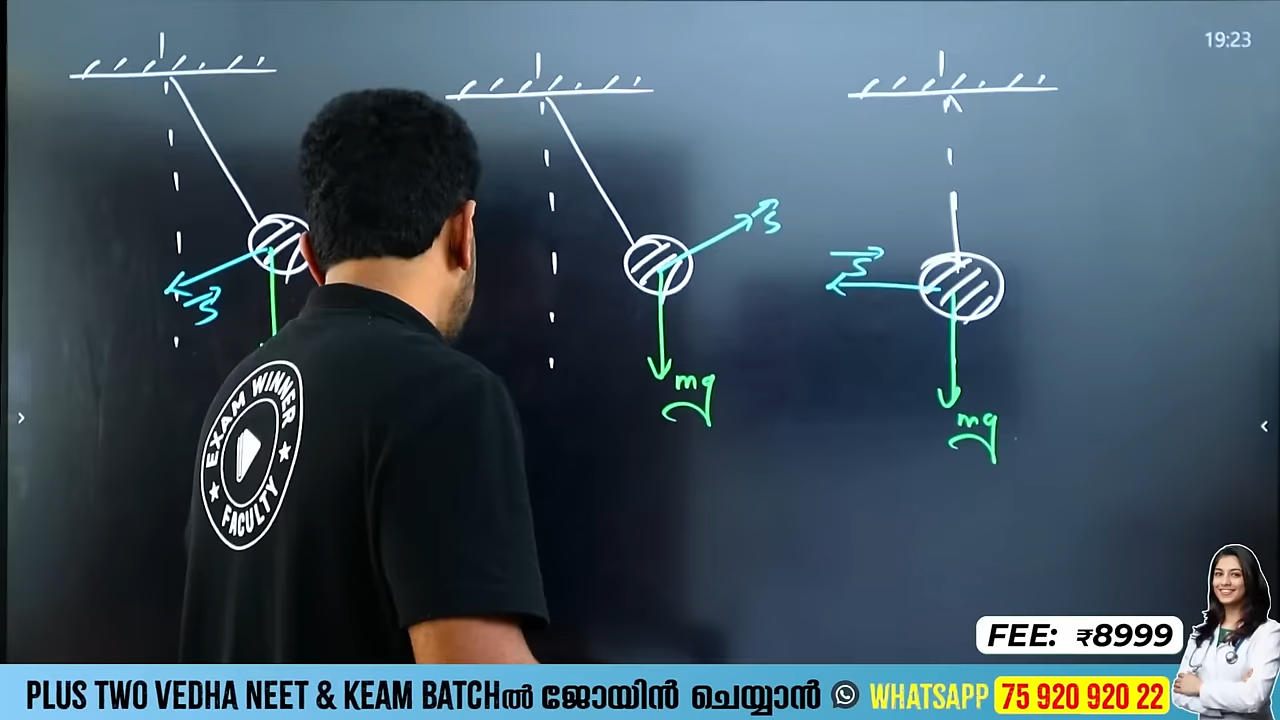 19:23
S
S
S
mg
mg
EXAM WINNER
FACULTY
FEE: ₹8999
PLUS TWO VEDHA NEET & KEAM BATCHൽ ജോയിൻ ചെയ്യാൻ WHATSAPP 75 920 920 22